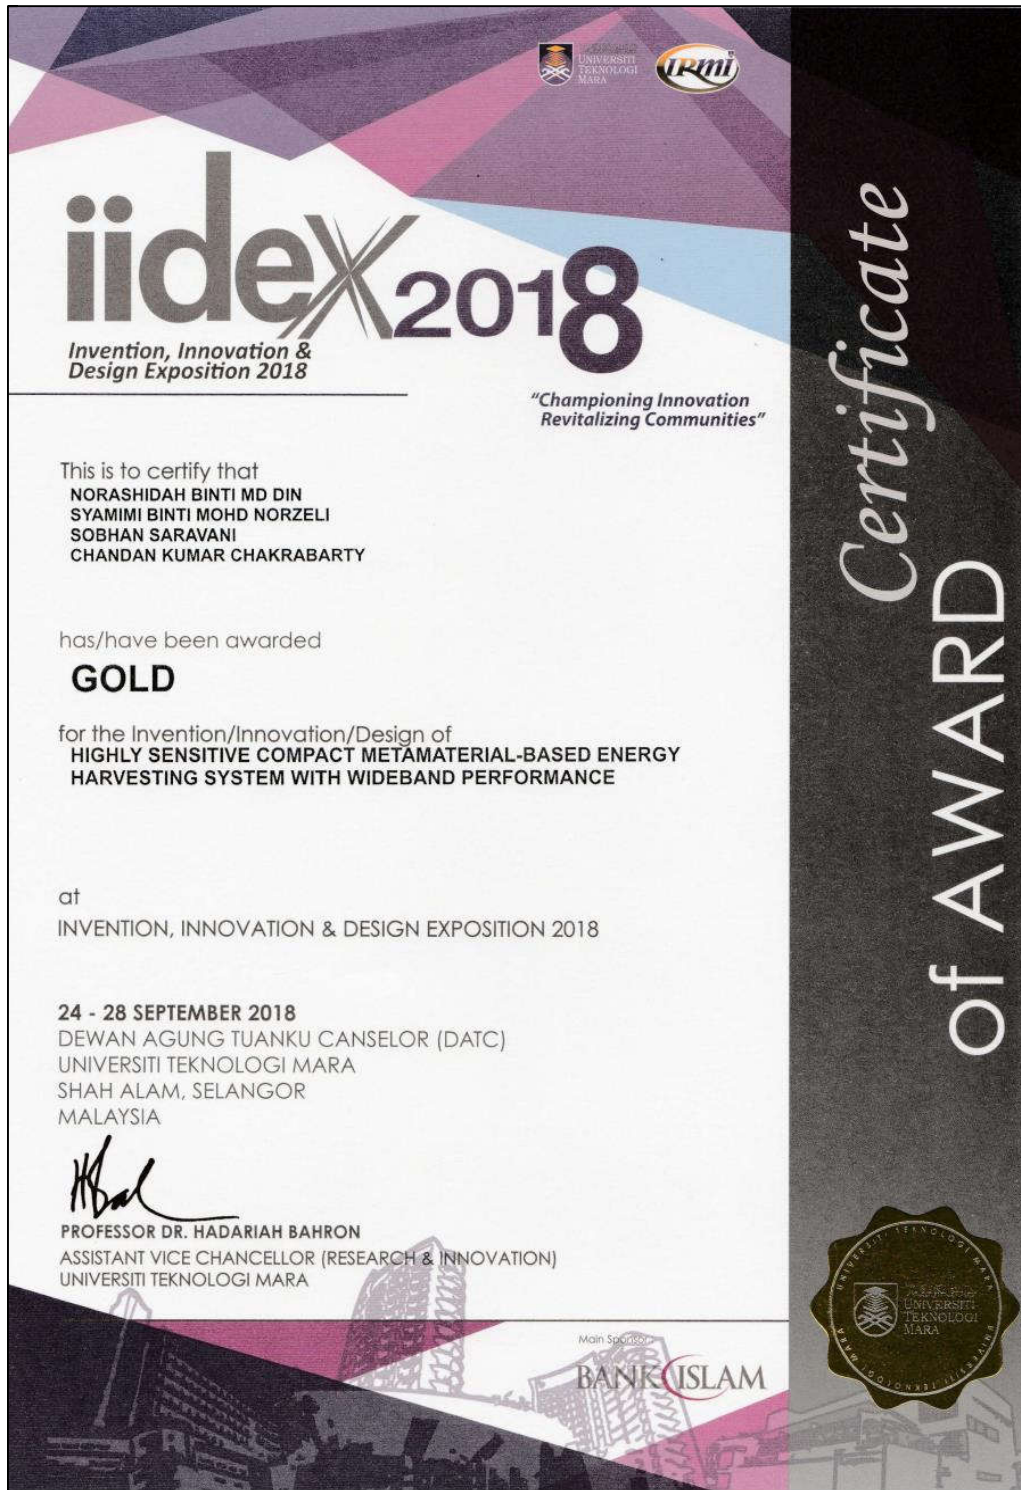 UNIVERSITI
TEKNOLOGI
MARA
IRMI
iidex2018
Invention, Innovation &
Design Exposition 2018
"Championing Innovation
Revitalizing Communities"
This is to certify that
NORASHIDAH BINTI MD DIN
SYAMIMI BINTI MOHD NORZELI
SOBHAN SARAVANI
CHANDAN KUMAR CHAKRABARTY
has/have been awarded
GOLD
for the Invention/Innovation/Design of
HIGHLY SENSITIVE COMPACT METAMATERIAL-BASED ENERGY
HARVESTING SYSTEM WITH WIDEBAND PERFORMANCE
at
INVENTION, INNOVATION & DESIGN EXPOSITION 2018
24 - 28 SEPTEMBER 2018
DEWAN AGUNG TUANKU CANSELOR (DATC)
UNIVERSITI TEKNOLOGI MARA
SHAH ALAM, SELANGOR
MALAYSIA
PROFESSOR DR. HADARIAH BAHRON
ASSISTANT VICE CHANCELLOR (RESEARCH & INNOVATION)
UNIVERSITI TEKNOLOGI MARA
Main Sponsor:
BANK ISLAM
Certificate
of AWARD
UNIVERSITI TEKNOLOGI MARA UNIVERSITI TEKNOLOGI MARA
UNIVERSITI
TEKNOLOGI
MARA